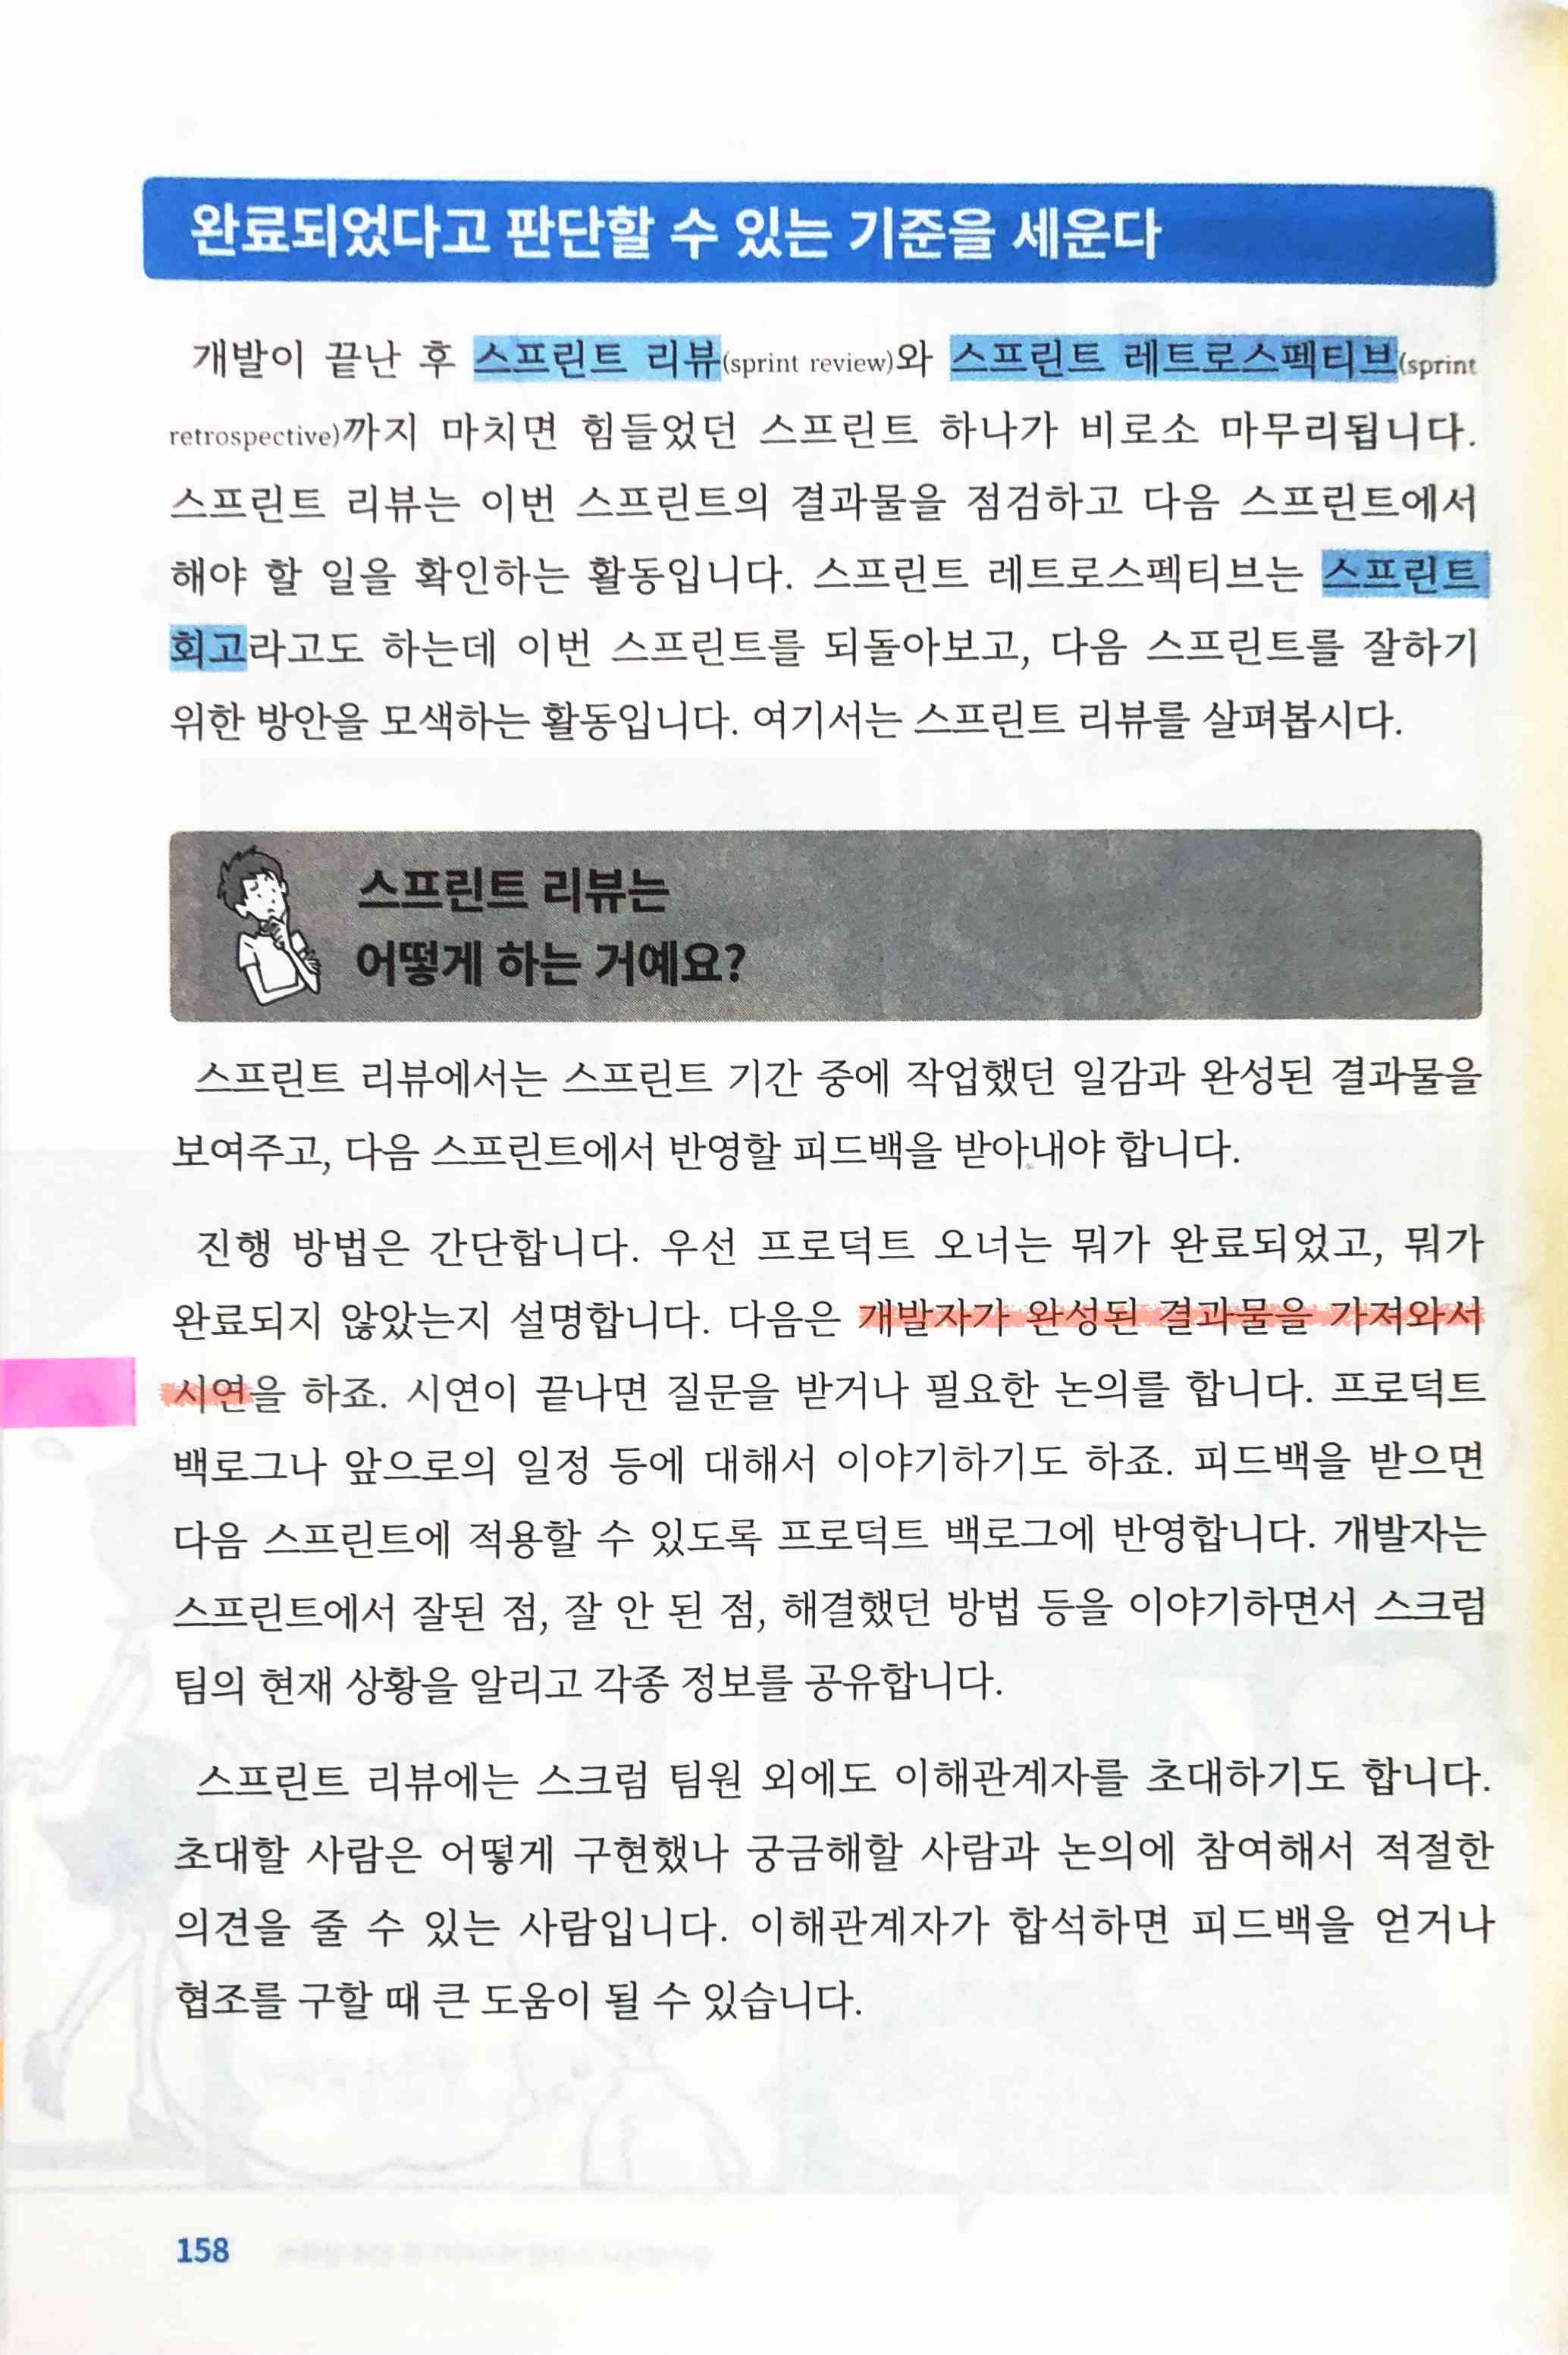 완료되었다고 판단할 수 있는 기준을 세운다
개발이 끝난 후 스프린트 리뷰(sprint review)와 스프린트 레트로스펙티브(sprint
retrospective)까지 마치면 힘들었던 스프린트 하나가 비로소 마무리됩니다.
스프린트 리뷰는 이번 스프린트의 결과물을 점검하고 다음 스프린트에서
해야 할 일을 확인하는 활동입니다. 스프린트 레트로스펙티브는 스프린트
회고라고도 하는데 이번 스프린트를 되돌아보고, 다음 스프린트를 잘하기
위한 방안을 모색하는 활동입니다. 여기서는 스프린트 리뷰를 살펴봅시다.
스프린트 리뷰는
어떻게 하는 거예요?
스프린트 리뷰에서는 스프린트 기간 중에 작업했던 일감과 완성된 결과물을
보여주고, 다음 스프린트에서 반영할 피드백을 받아내야 합니다.
진행 방법은 간단합니다. 우선 프로덕트 오너는 뭐가 완료되었고, 뭐가
완료되지 않았는지 설명합니다. 다음은 개발자가 완성된 결과물을 가져와서
시연을 하죠. 시연이 끝나면 질문을 받거나 필요한 논의를 합니다. 프로덕트
백로그나 앞으로의 일정 등에 대해서 이야기하기도 하죠. 피드백을 받으면
다음 스프린트에 적용할 수 있도록 프로덕트 백로그에 반영합니다. 개발자는
스프린트에서 잘된 점, 잘 안 된 점, 해결했던 방법 등을 이야기하면서 스크럼
팀의 현재 상황을 알리고 각종 정보를 공유합니다.
스프린트 리뷰에는 스크럼 팀원 외에도 이해관계자를 초대하기도 합니다.
초대할 사람은 어떻게 구현했나 궁금해할 사람과 논의에 참여해서 적절한
의견을 줄 수 있는 사람입니다. 이해관계자가 합석하면 피드백을 얻거나
협조를 구할 때 큰 도움이 될 수 있습니다.
158